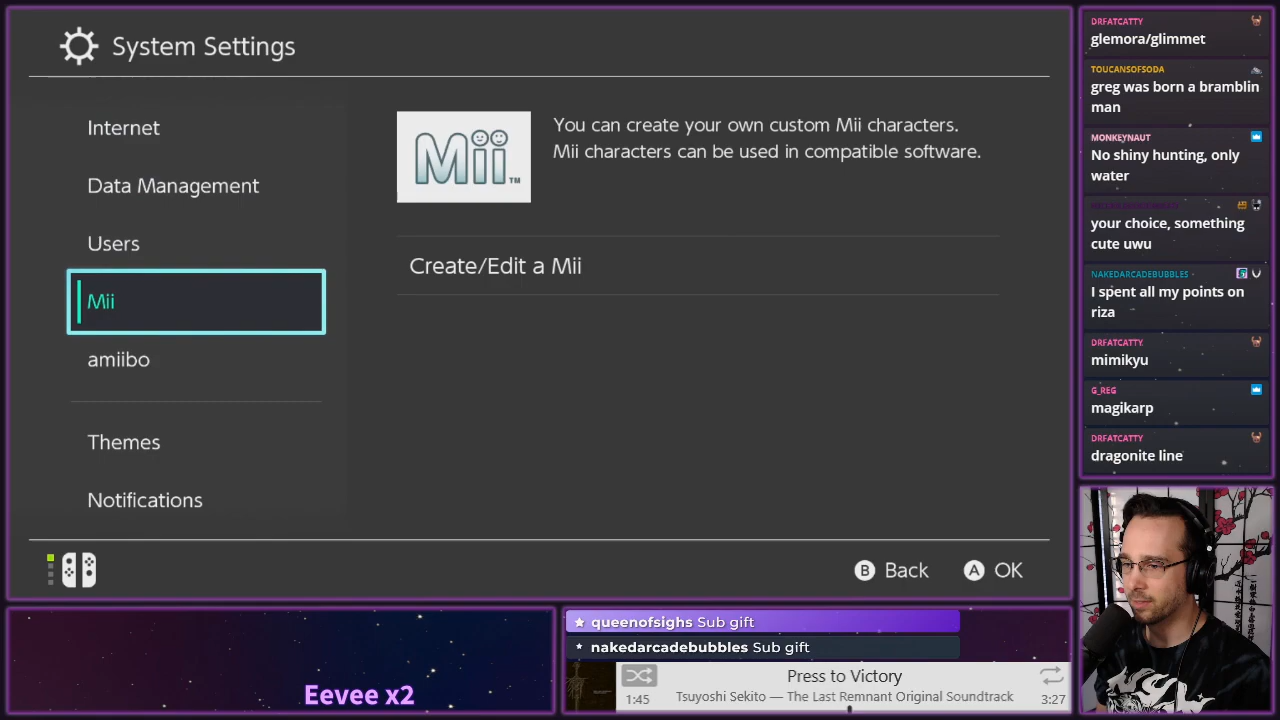 System Settings
Internet
Data Management
Users
Mii
amiibo
Themes
Notifications
Mii™
You can create your own custom Mii characters.
Mii characters can be used in compatible software.
Create/Edit a Mii
B Back
A OK
DRFATCATTY
glemora/glimmet
TOUCANSOFSODA
greg was born a bramblin
man
MONKEYNAUT
No shiny hunting, only
water
your choice, something
cute uwu
NAKEDARCADEBUBBLES
I spent all my points on
riza
DRFATCATTY
mimikyu
G_REG
magikarp
DRFATCATTY
dragonite line
Eevee x2
queenofsighs Sub gift
nakedarcadebubbles Sub gift
Press to Victory
1:45
Tsuyoshi Sekito — The Last Remnant Original Soundtrack
3:27